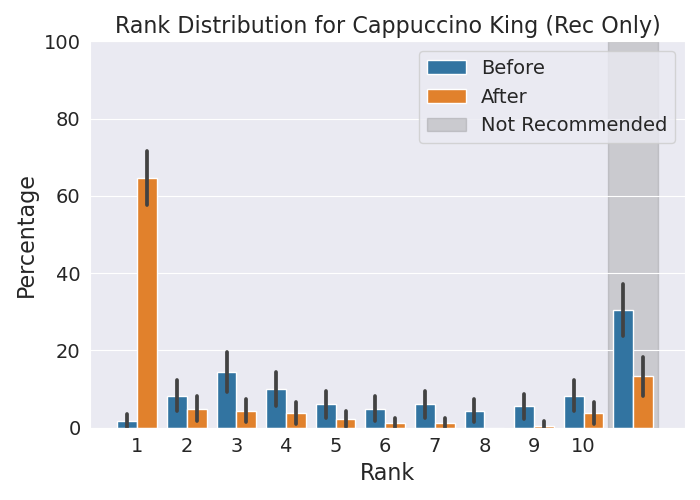 Rank Distribution for Cappuccino King (Rec Only)
Before
After
Not Recommended
Percentage
100
80
60
40
20
0
1 2 3 4 5 6 7 8 9 10
Rank